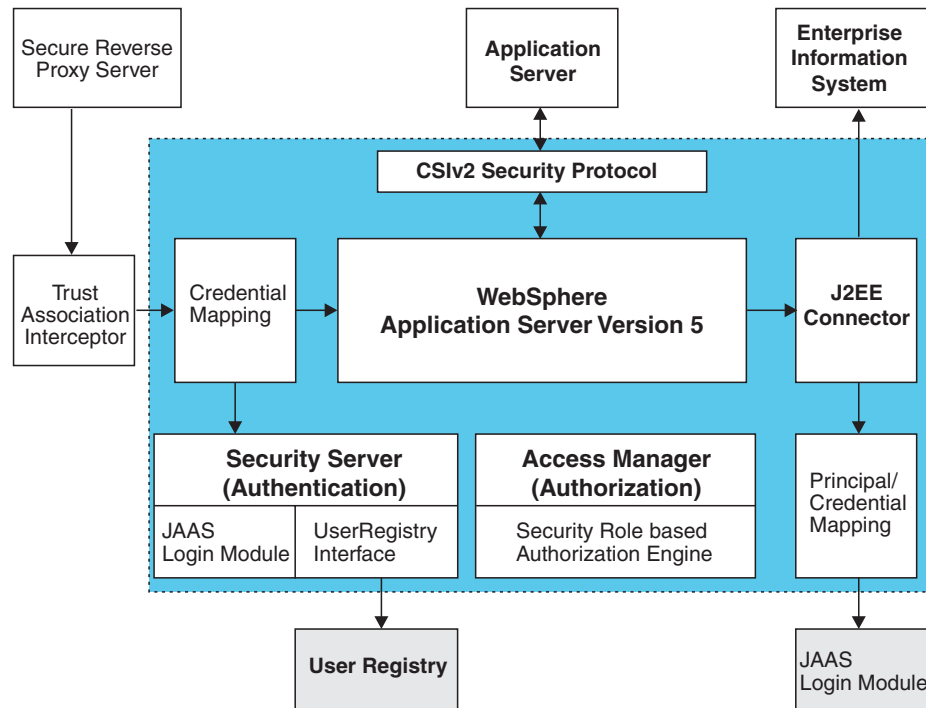 Secure Reverse
Proxy Server
Application
Server
Enterprise
Information
System
CSIv2 Security Protocol
Trust
Association
Interceptor
Credential
Mapping
WebSphere
Application Server Version 5
J2EE
Connector
Security Server
(Authentication)
JAAS
Login Module
UserRegistry
Interface
Access Manager
(Authorization)
Security Role based
Authorization Engine
Principal/
Credential
Mapping
User Registry
JAAS
Login Module